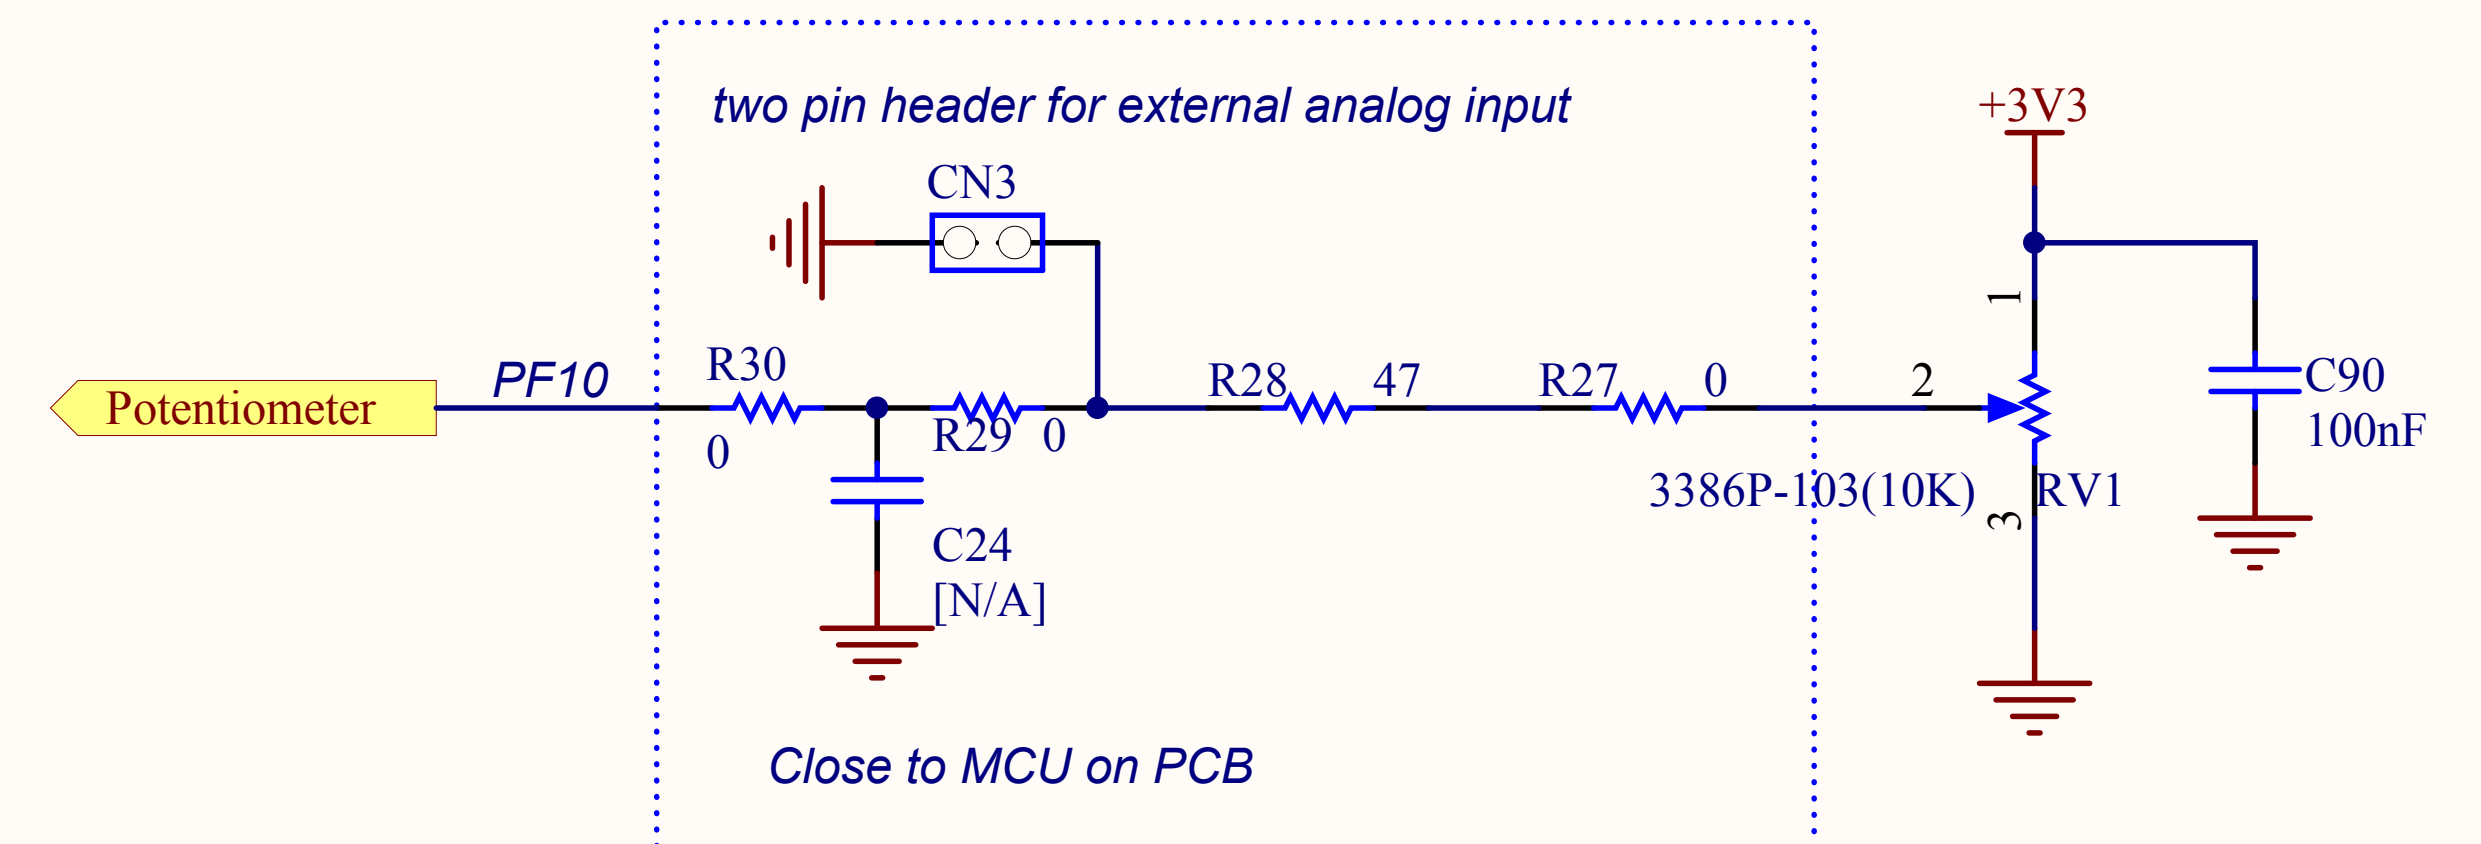 two pin header for external analog input
+3V3
CN3
1
R30
PF10
R28
47
R27
0
2
C90
Potentiometer
0
R29
0
100nF
3386P-103(10K)
RV1
3
C24
[N/A]
Close to MCU on PCB